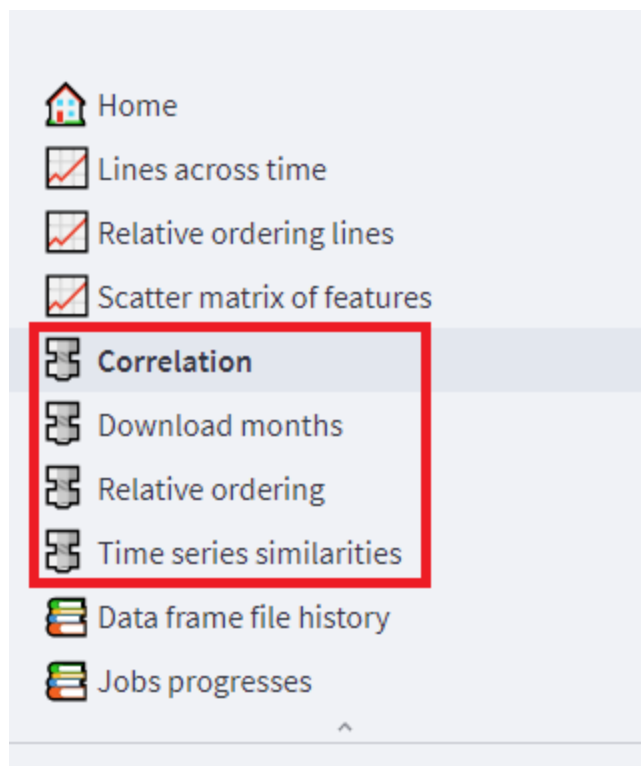 Home
Lines across time
Relative ordering lines
Scatter matrix of features
Correlation
Download months
Relative ordering
Time series similarities
Data frame file history
Jobs progresses